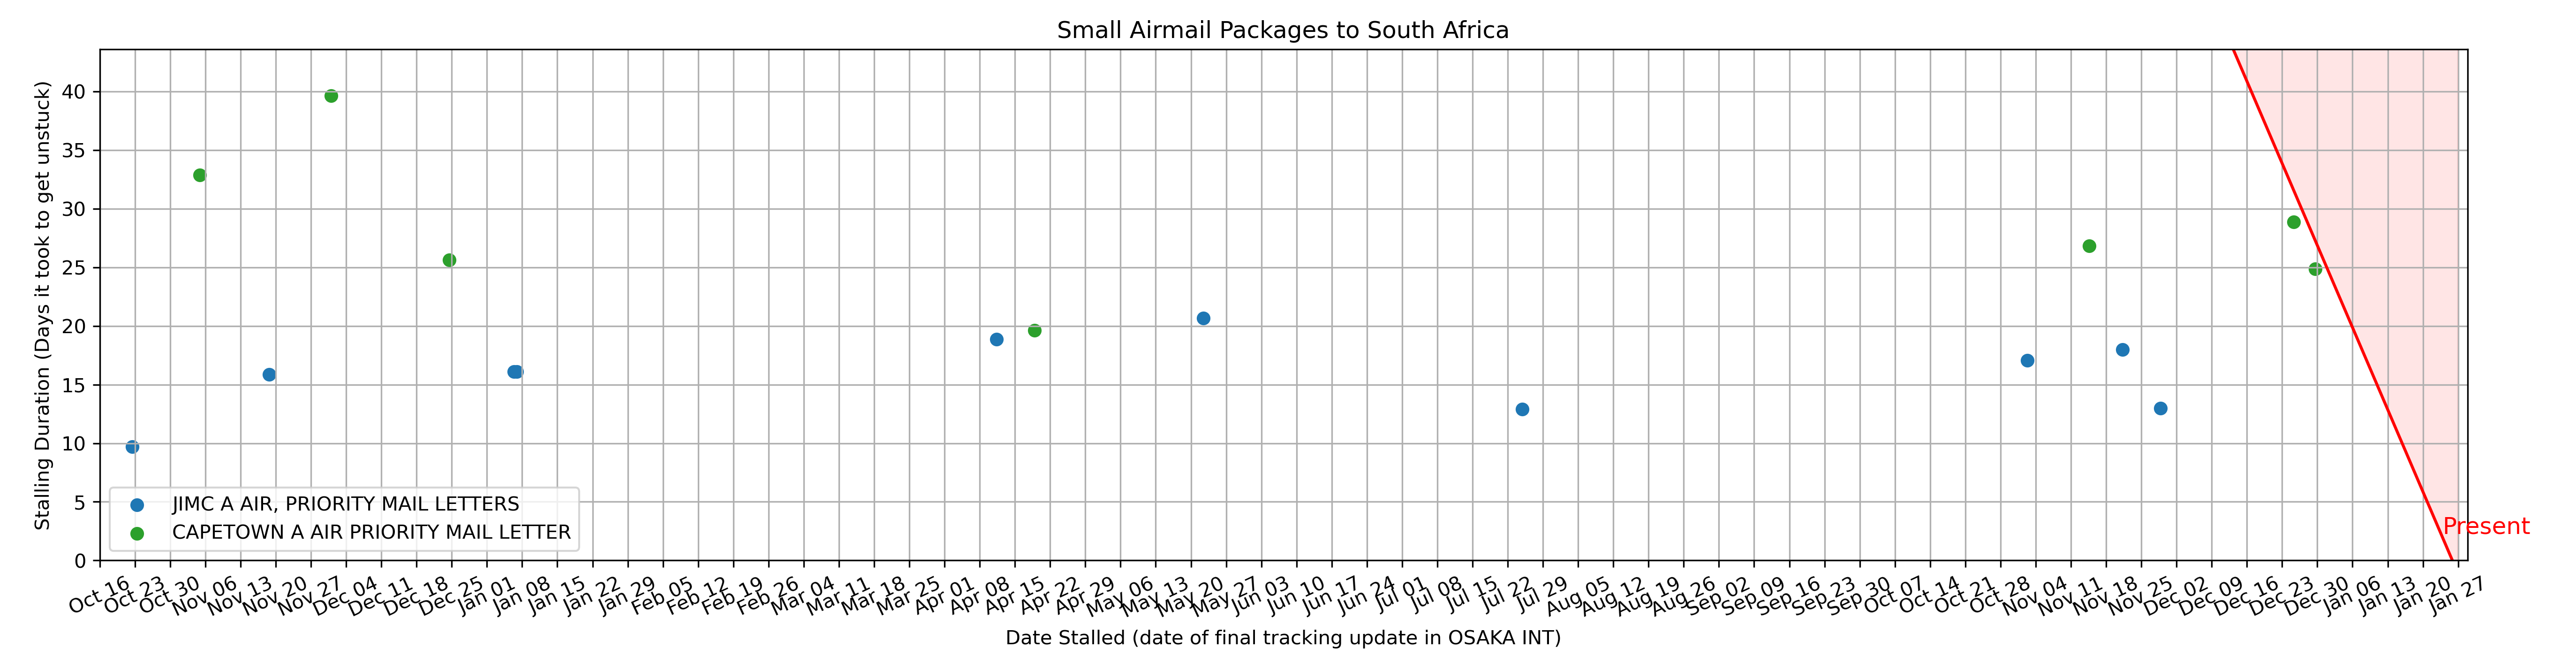 Small Airmail Packages to South Africa
Stalling Duration (Days it took to get unstuck)
40
35
30
25
20
15
10
5
0
JIMC A AIR, PRIORITY MAIL LETTERS
CAPETOWN A AIR PRIORITY MAIL LETTER
Present
Oct 16
Oct 23
Oct 30
Nov 06
Nov 13
Nov 20
Nov 27
Dec 04
Dec 11
Dec 18
Dec 25
Jan 01
Jan 08
Jan 15
Jan 22
Jan 29
Feb 05
Feb 12
Feb 19
Feb 26
Mar 04
Mar 11
Mar 18
Mar 25
Apr 01
Apr 08
Apr 15
Apr 22
Apr 29
May 06
May 13
May 20
May 27
Jun 03
Jun 10
Jun 17
Jun 24
Jul 01
Jul 08
Jul 15
Jul 22
Jul 29
Aug 05
Aug 12
Aug 19
Aug 26
Sep 02
Sep 09
Sep 16
Sep 23
Sep 30
Oct 07
Oct 14
Oct 21
Oct 28
Nov 04
Nov 11
Nov 18
Nov 25
Dec 02
Dec 09
Dec 16
Dec 23
Dec 30
Jan 06
Jan 13
Jan 20
Jan 27
Date Stalled (date of final tracking update in OSAKA INT)